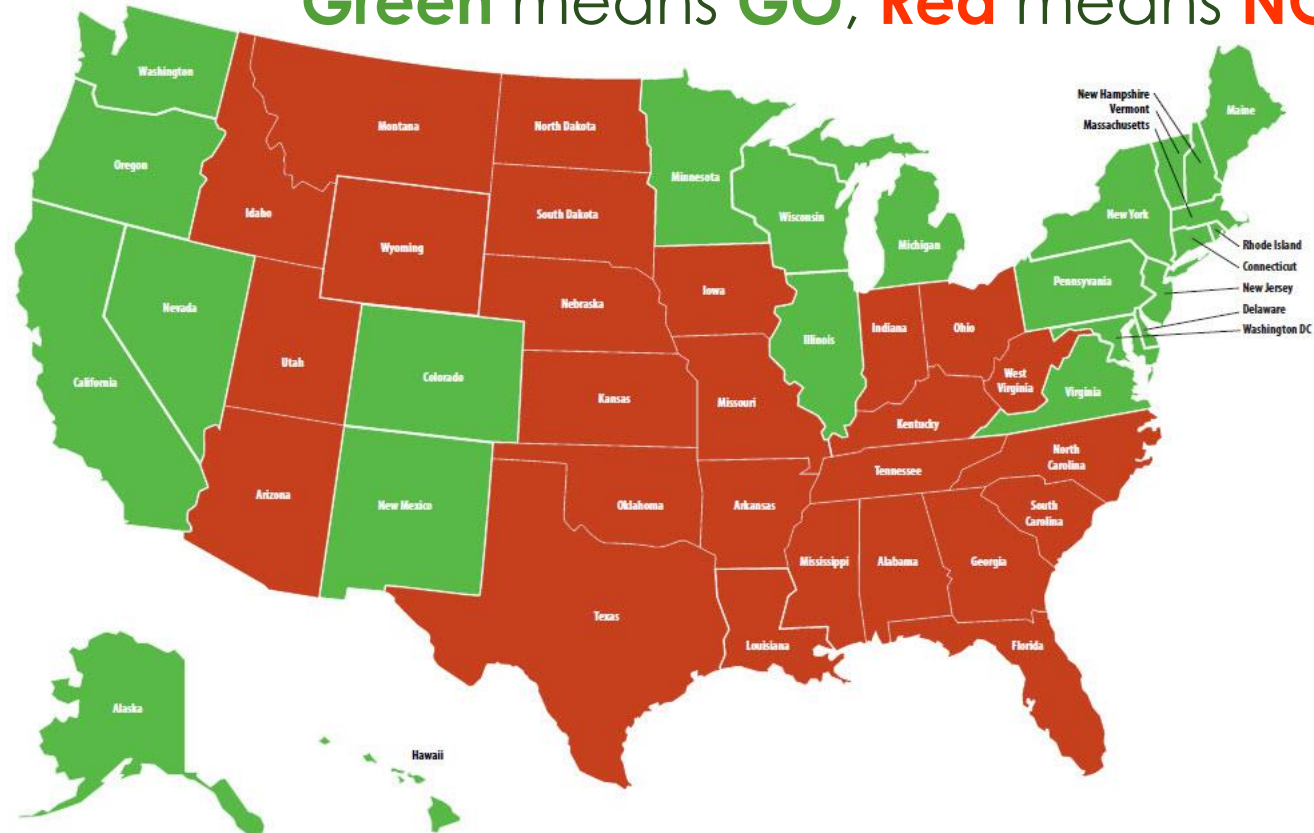 Green means GO, Red means NO
Washington
Oregon
California
Nevada
Idaho
Montana
Wyoming
Utah
Arizona
Colorado
New Mexico
North Dakota
South Dakota
Nebraska
Kansas
Oklahoma
Texas
Minnesota
Iowa
Missouri
Arkansas
Louisiana
Wisconsin
Illinois
Michigan
Indiana
Ohio
Kentucky
Tennessee
Mississippi
Alabama
Georgia
Florida
South
Carolina
North
Carolina
West
Virginia
Virginia
Pennsyvania
New York
New Hampshire
Vermont
Massachusetts
Maine
Rhode Island
Connecticut
New Jersey
Delaware
Washington DC
Alaska
Hawaii